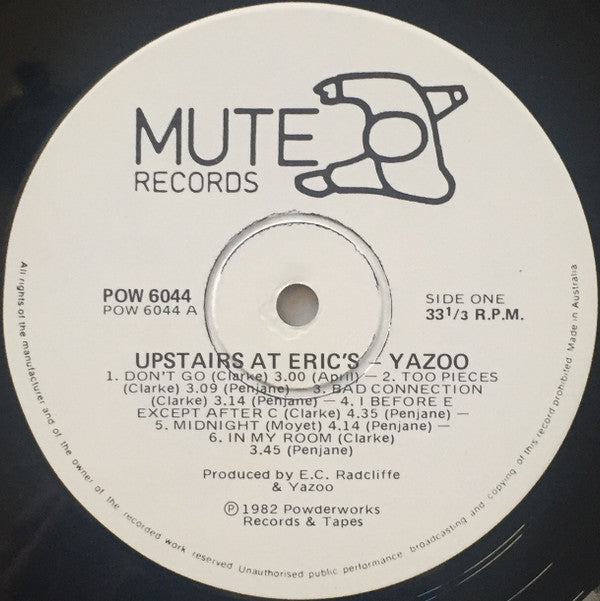 MUTE
RECORDS
POW 6044
POW 6044 A
SIDE ONE
33 1/3 R.P.M.
UPSTAIRS AT ERIC'S – YAZOO
1. DON'T GO (Clarke) 3.00 (April) – 2. TOO PIECES
(Clarke) 3.09 (Penjane) – 3. BAD CONNECTION
(Clarke) 3.14 (Penjane) – 4. I BEFORE E
EXCEPT AFTER C (Clarke) 4.35 (Penjane) –
5. MIDNIGHT (Moyet) 4.14 (Penjane) –
6. IN MY ROOM (Clarke)
3.45 (Penjane)
Produced by E.C. Radcliffe
& Yazoo
℗ 1982 Powderworks
Records & Tapes
All rights of the manufacturer and of the owner of the recorded work reserved Unauthorised public performance, broadcasting and copying of this record prohibited. Made in Australia